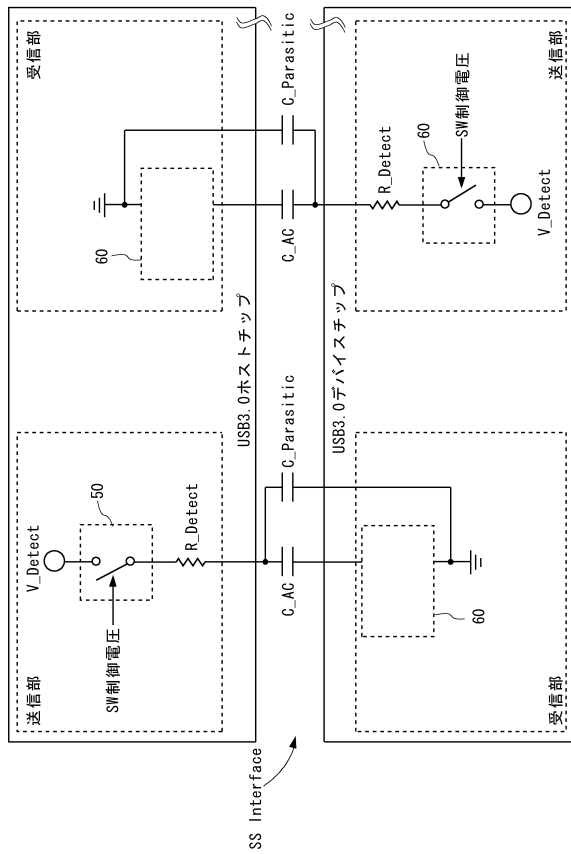 USB3.0ホストチップ
送信部
V_Detect
50
SW制御電圧
R_Detect
受信部
60
C_AC
C_Parasitic
C_AC
C_Parasitic
SS Interface
USB3.0デバイスチップ
受信部
60
送信部
R_Detect
60
SW制御電圧
V_Detect